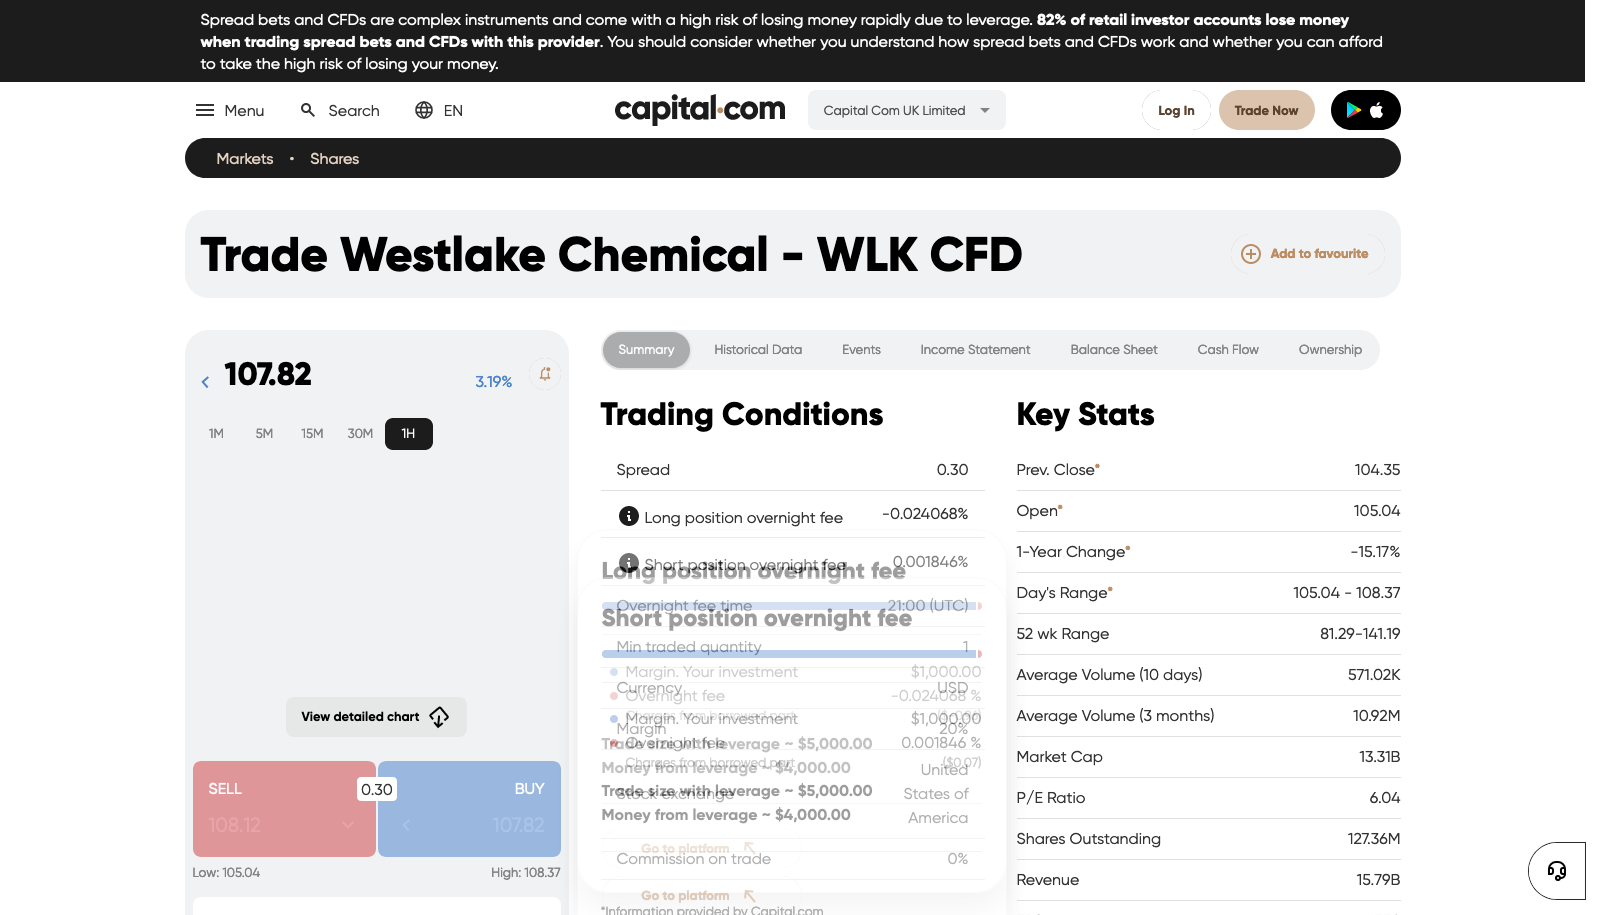 Spread bets and CFDs are complex instruments and come with a high risk of losing money rapidly due to leverage. 82% of retail investor accounts lose money
when trading spread bets and CFDs with this provider. You should consider whether you understand how spread bets and CFDs work and whether you can afford
to take the high risk of losing your money.
Menu Search EN capital.com Capital Com UK Limited Log In Trade Now
Markets • Shares
Trade Westlake Chemical - WLK CFD Add to favourite
107.82 3.19%
1M 5M 15M 30M 1H
View detailed chart
SELL 0.30 BUY
108.12 107.82
Low: 105.04 High: 108.37
Summary Historical Data Events Income Statement Balance Sheet Cash Flow Ownership
Trading Conditions
Spread 0.30
Long position overnight fee -0.024068%
Short position overnight fee 0.001846%
Long position overnight fee
Overnight fee time 21:00 (UTC)
Short position overnight fee
Min traded quantity 1
Margin. Your investment $1,000.00
Currency USD
Overnight fee -0.024068 %
Charges from borrowed part
Margin. Your investment $1,000.00
Margin 20%
Overnight fee 0.001846 %
Trade size with leverage ~ $5,000.00
Charges from borrowed part ($0.07)
Money from leverage ~ $4,000.00
Trade size with leverage ~ $5,000.00
Stock exchange United States of America
Money from leverage ~ $4,000.00
Go to platform
Commission on trade 0%
Go to platform
*Information provided by Capital.com
Key Stats
Prev. Close* 104.35
Open* 105.04
1-Year Change* -15.17%
Day's Range* 105.04 - 108.37
52 wk Range 81.29-141.19
Average Volume (10 days) 571.02K
Average Volume (3 months) 10.92M
Market Cap 13.31B
P/E Ratio 6.04
Shares Outstanding 127.36M
Revenue 15.79B